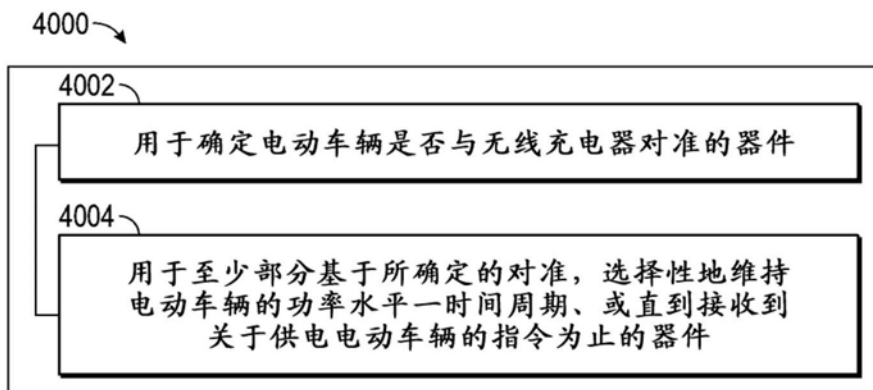 4000
4002
用于确定电动车辆是否与无线充电器对准的器件
4004
用于至少部分基于所确定的对准，选择性地维持
电动车辆的功率水平一时间周期、或直到接收到
关于供电电动车辆的指令为止的器件